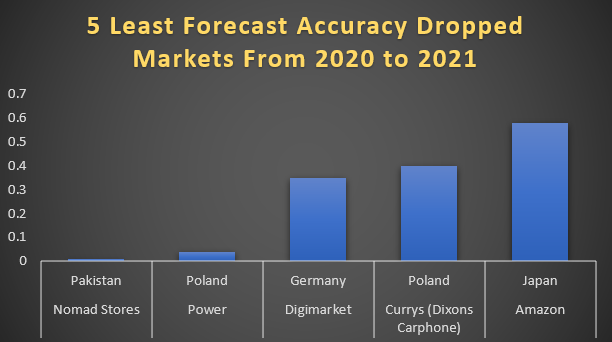 5 Least Forecast Accuracy Dropped
Markets From 2020 to 2021
0.7
0.6
0.5
0.4
0.3
0.2
0.1
0
Pakistan
Poland
Germany
Poland
Japan
Nomad Stores
Power
Digimarket
Currys (Dixons
Carphone)
Amazon